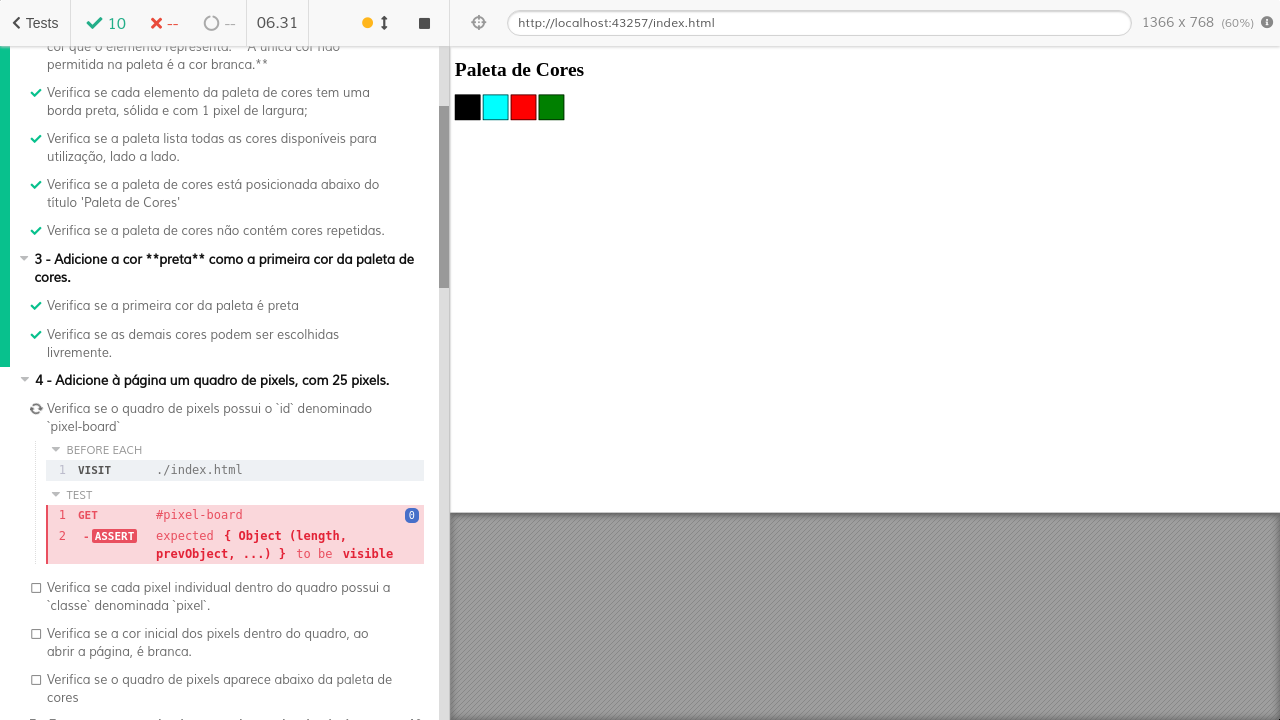 Tests
10
--
--
06.31
http://localhost:43257/index.html
1366 x 768 (60%)
cor que o elemento representa. **A única cor não
permitida na paleta é a cor branca.**
Verifica se cada elemento da paleta de cores tem uma
borda preta, sólida e com 1 pixel de largura;
Verifica se a paleta lista todas as cores disponíveis para
utilização, lado a lado.
Verifica se a paleta de cores está posicionada abaixo do
título 'Paleta de Cores'
Verifica se a paleta de cores não contém cores repetidas.
3 - Adicione a cor **preta** como a primeira cor da paleta de
cores.
Verifica se a primeira cor da paleta é preta
Verifica se as demais cores podem ser escolhidas
livremente.
4 - Adicione à página um quadro de pixels, com 25 pixels.
Verifica se o quadro de pixels possui o `id` denominado
`pixel-board`
BEFORE EACH
1 VISIT ./index.html
TEST
1 GET #pixel-board 0
2 -ASSERT expected { Object (length,
prevObject, ...) } to be visible
Verifica se cada pixel individual dentro do quadro possui a
`classe` denominada `pixel`.
Verifica se a cor inicial dos pixels dentro do quadro, ao
abrir a página, é branca.
Verifica se o quadro de pixels aparece abaixo da paleta de
cores
Paleta de Cores